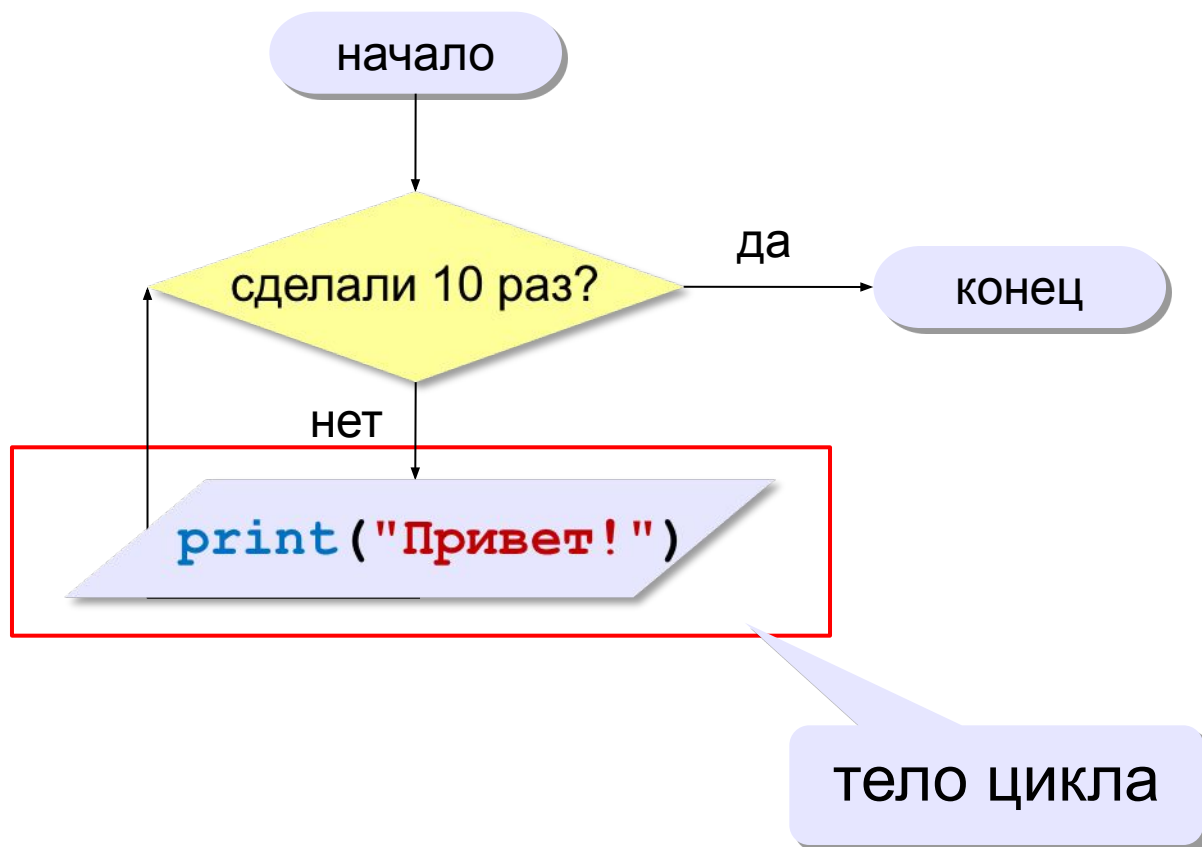 начало
сделали 10 раз?
да
конец
нет
print("Привет!")
тело цикла